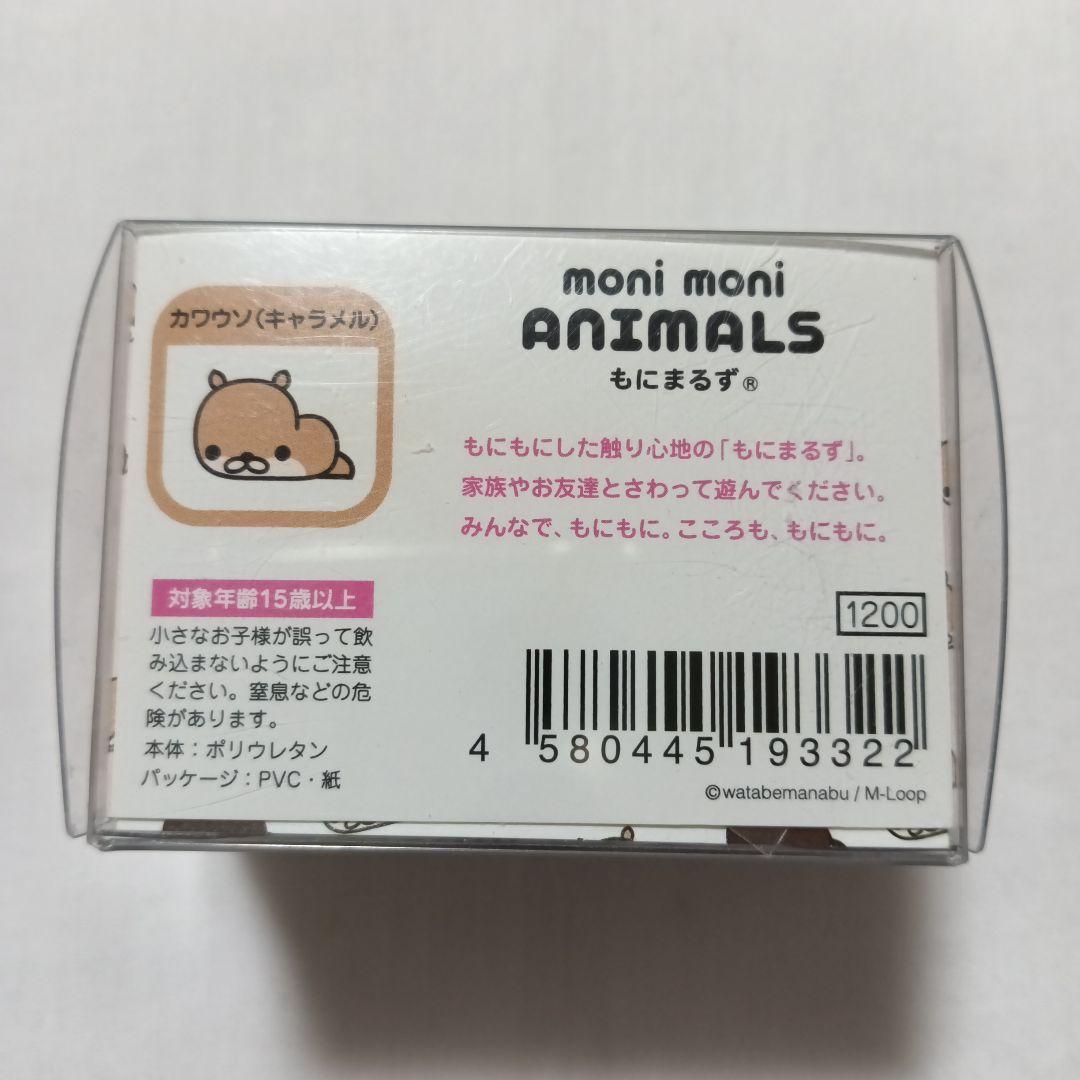 カワウソ(キャラメル)
moni moni
ANIMALS
もにまるず®
もにもにした触り心地の「もにまるず」。
家族やお友達とさわって遊んでください。
みんなで、もにもに。こころも、もにもに。
対象年齢15歳以上
小さなお子様が誤って飲
み込まないようにご注意
ください。窒息などの危
険があります。
本体:ポリウレタン
パッケージ:PVC・紙
1200
4 580445 193322
©watabemanabu / M-Loop